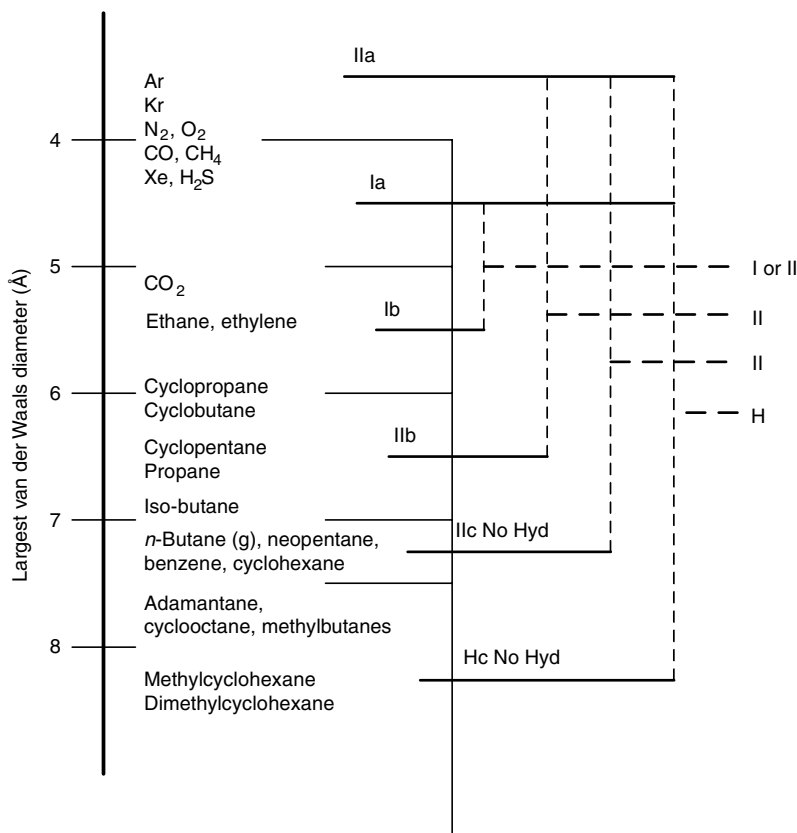 Largest van der Waals diameter (Å)
4
5
6
7
8
Ar
Kr
N2, O2
CO, CH4
Xe, H2S
CO2
Ethane, ethylene
Cyclopropane
Cyclobutane
Cyclopentane
Propane
Iso-butane
n-Butane (g), neopentane,
benzene, cyclohexane
Adamantane,
cyclooctane, methylbutanes
Methylcyclohexane
Dimethylcyclohexane
IIa
Ia
Ib
IIb
IIc No Hyd
Hc No Hyd
I or II
II
II
H